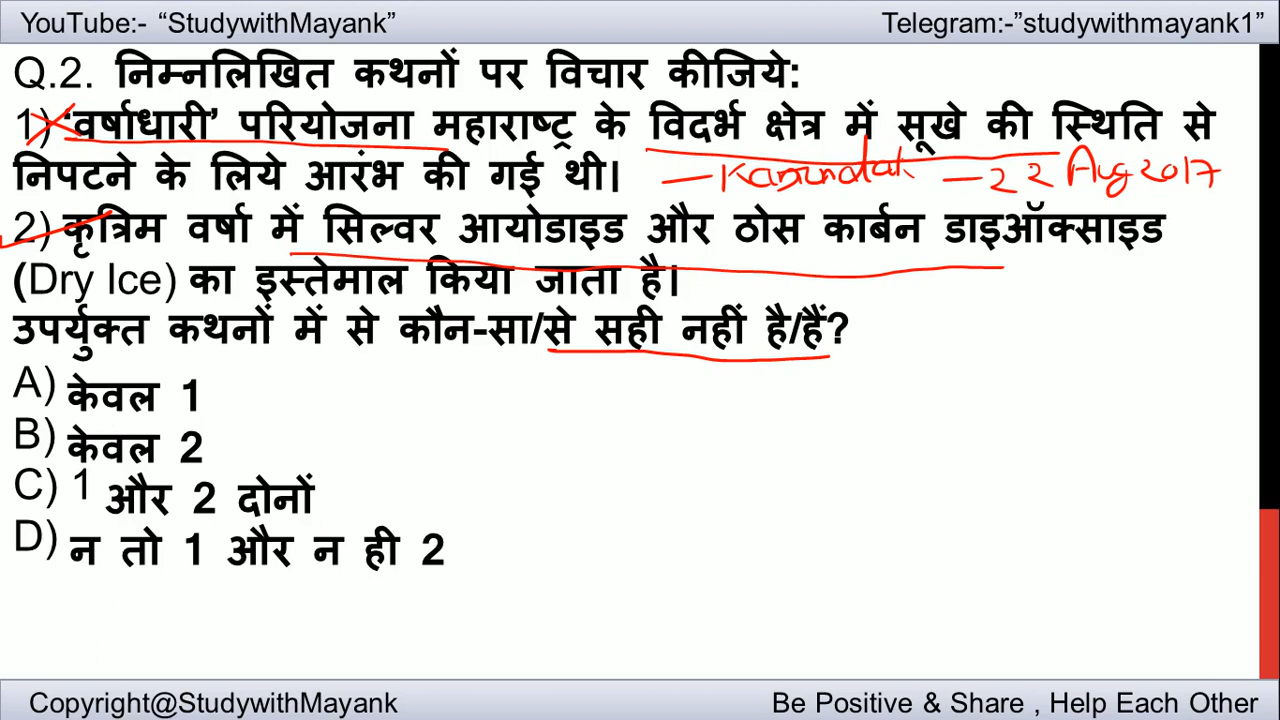 YouTube:- “StudywithMayank” Telegram:-”studywithmayank1”
Q.2. निम्नलिखित कथनों पर विचार कीजिये:
1) ‘वर्षाधारी’ परियोजना महाराष्ट्र के विदर्भ क्षेत्र में सूखे की स्थिति से
निपटने के लिये आरंभ की गई थी। — Karnatak — 22 Aug 2017
2) कृत्रिम वर्षा में सिल्वर आयोडाइड और ठोस कार्बन डाइऑक्साइड
(Dry Ice) का इस्तेमाल किया जाता है।
उपर्युक्त कथनों में से कौन-सा/से सही नहीं है/हैं?
A) केवल 1
B) केवल 2
C) 1 और 2 दोनों
D) न तो 1 और न ही 2
Copyright@StudywithMayank Be Positive & Share , Help Each Other